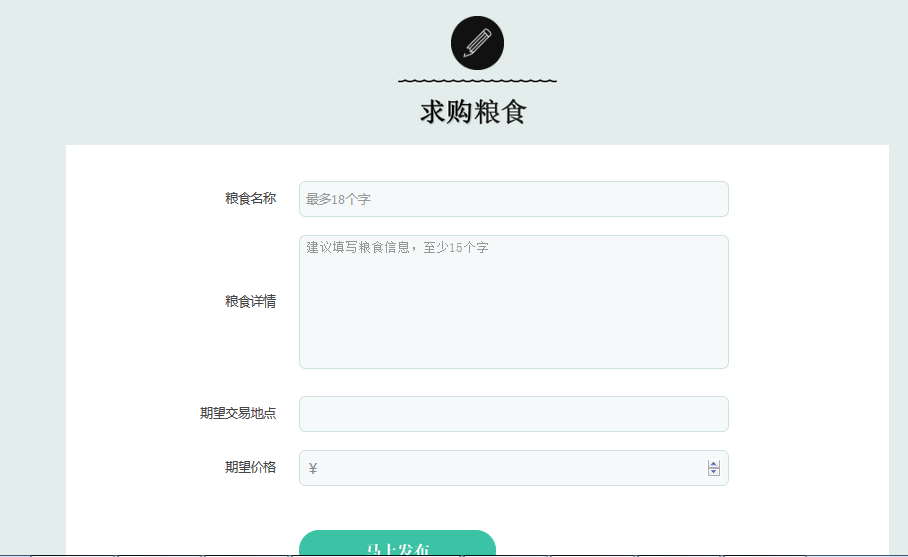 求购粮食
粮食名称 最多18个字
建议填写粮食信息，至少15个字
粮食详情
期望交易地点
期望价格 ￥
马上发布